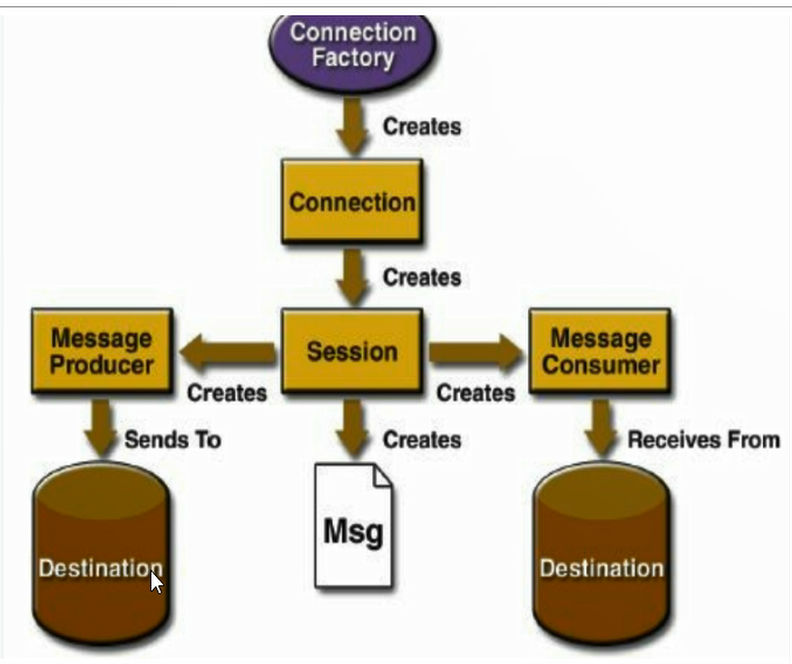 Connection
Factory
Creates
Connection
Creates
Message
Producer
Session
Message
Consumer
Creates
Creates
Sends To
Creates
Receives From
Msg
Destination
Destination